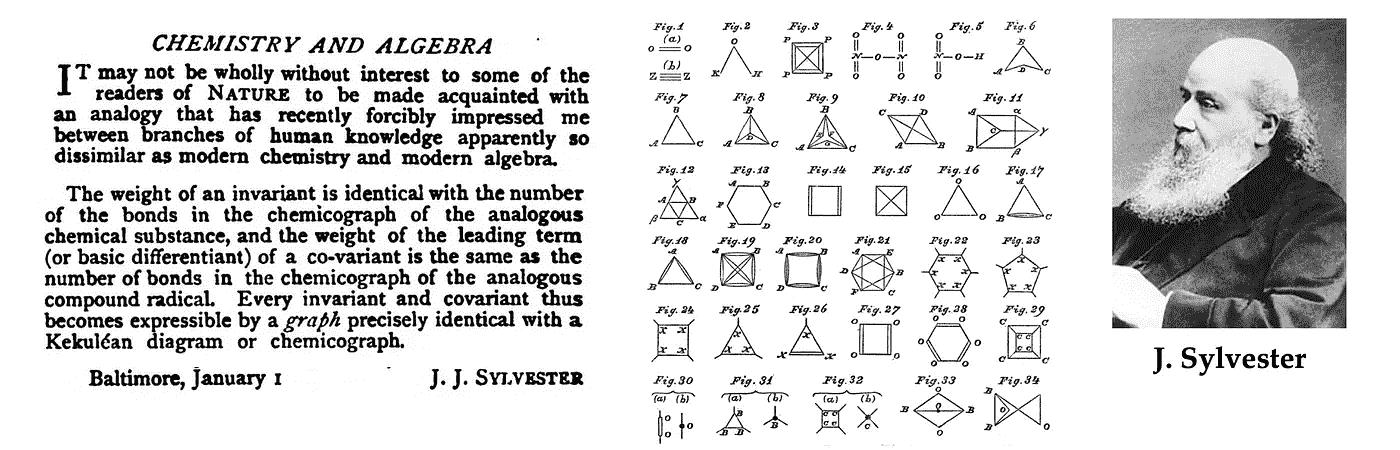 CHEMISTRY AND ALGEBRA
IT may not be wholly without interest to some of the
readers of NATURE to be made acquainted with
an analogy that has recently forcibly impressed me
between branches of human knowledge apparently so
dissimilar as modern chemistry and modern algebra.
The weight of an invariant is identical with the number
of the bonds in the chemicograph of the analogous
chemical substance, and the weight of the leading term
(or basic differentiant) of a co-variant is the same as the
number of bonds in the chemicograph of the analogous
compound radical. Every invariant and covariant thus
becomes expressible by a graph precisely identical with a
Kekuléan diagram or chemicograph.
Baltimore, January 1 J. J. SYLVESTER
Fig.1 Fig.2 Fig.3 Fig.4 Fig.5 Fig.6
Fig.7 Fig.8 Fig.9 Fig.10 Fig.11
Fig.12 Fig.13 Fig.14 Fig.15 Fig.16 Fig.17
Fig.18 Fig.19 Fig.20 Fig.21 Fig.22 Fig.23
Fig.24 Fig.25 Fig.26 Fig.27 Fig.28 Fig.29
Fig.30 Fig.31 Fig.32 Fig.33 Fig.34
(a) (b) (a) (b) (a) (b)
J. Sylvester